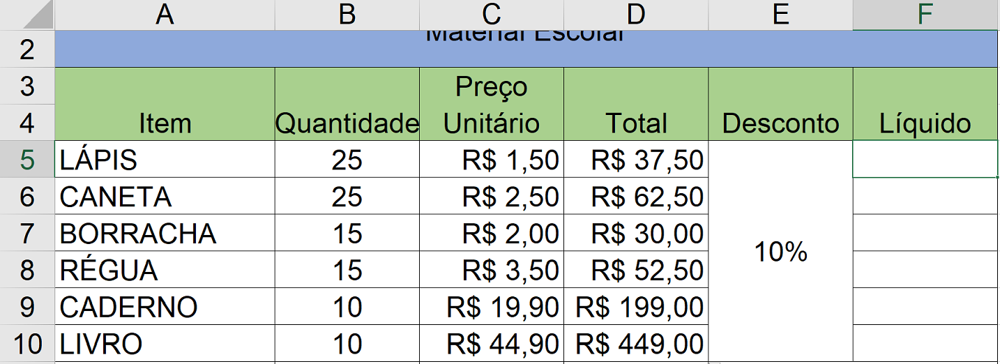 A B C D E F
2 Material Escolar
3 Preço
4 Item Quantidade Unitário Total Desconto Líquido
5 LÁPIS 25 R$ 1,50 R$ 37,50
6 CANETA 25 R$ 2,50 R$ 62,50
7 BORRACHA 15 R$ 2,00 R$ 30,00
10%
8 RÉGUA 15 R$ 3,50 R$ 52,50
9 CADERNO 10 R$ 19,90 R$ 199,00
10 LIVRO 10 R$ 44,90 R$ 449,00